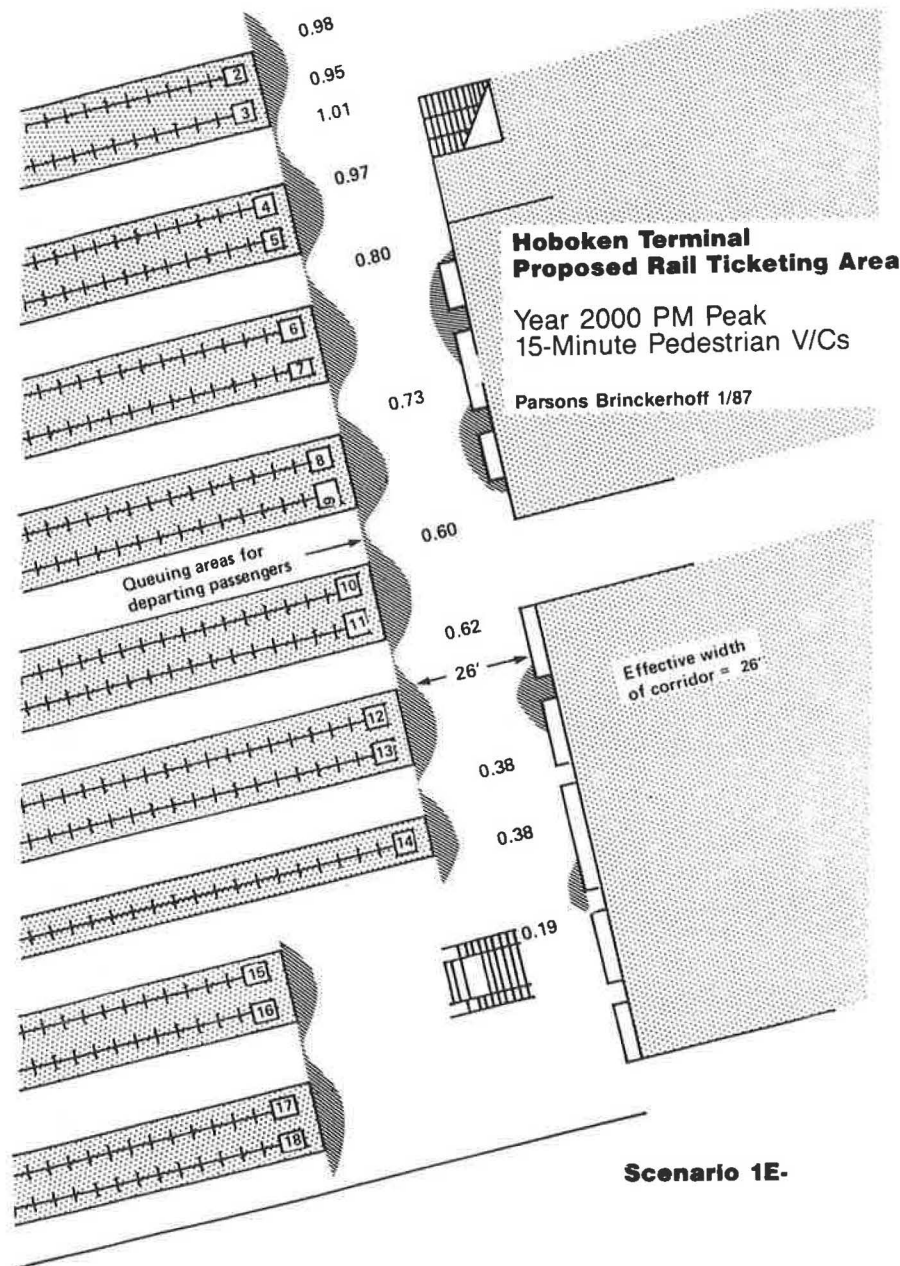 0.98
2
0.95
3
1.01
0.97
4
5
0.80
Hoboken Terminal
Proposed Rail Ticketing Area
Year 2000 PM Peak
15-Minute Pedestrian V/Cs
Parsons Brinckerhoff 1/87
6
7
0.73
8
9
0.60
Queuing areas for
departing passengers
10
11
0.62
26'
Effective width
of corridor = 26'
12
13
0.38
14
0.38
0.19
15
16
17
18
Scenario 1E-